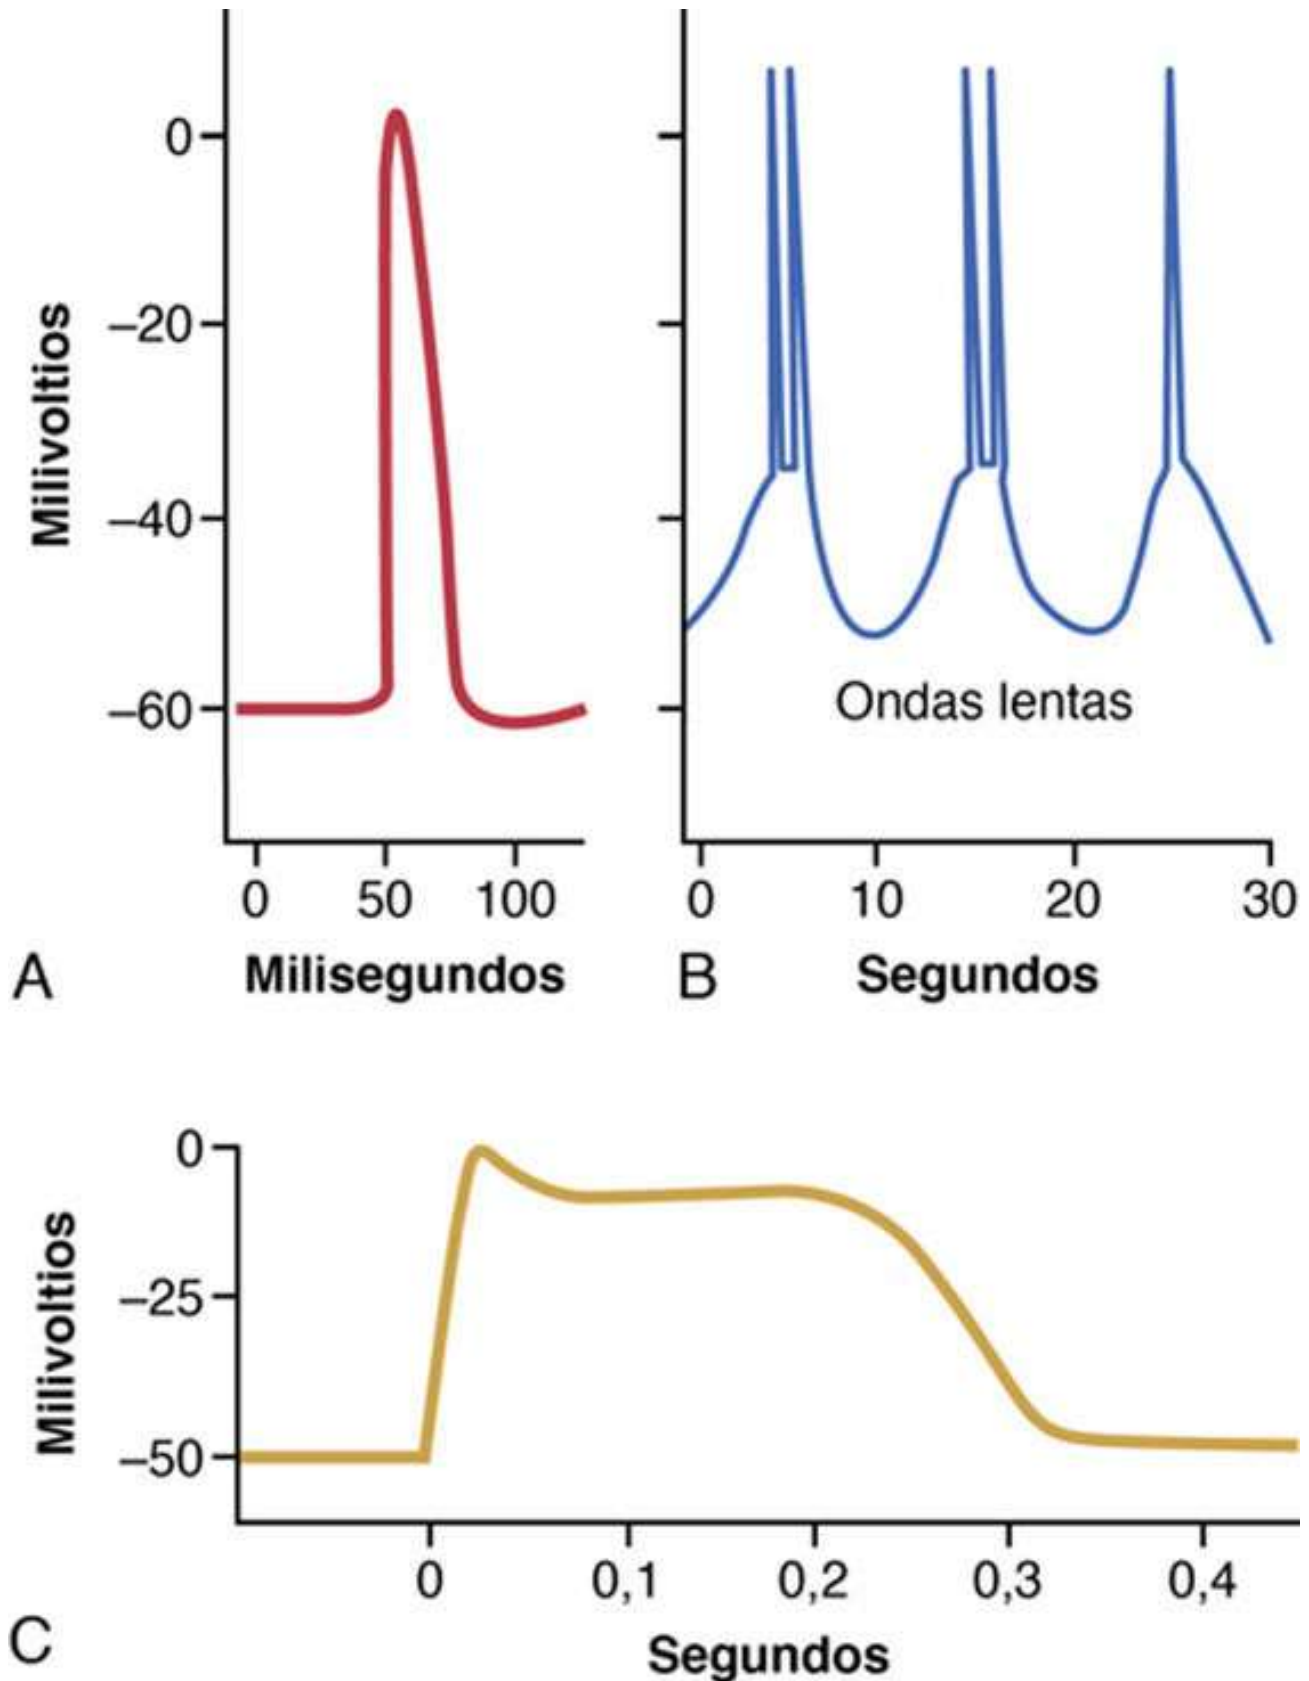 Milivoltios
0
–20
–40
–60
0 50 100
Milisegundos
A
Ondas lentas
0 10 20 30
Segundos
B
Milivoltios
0
–25
–50
0 0,1 0,2 0,3 0,4
Segundos
C